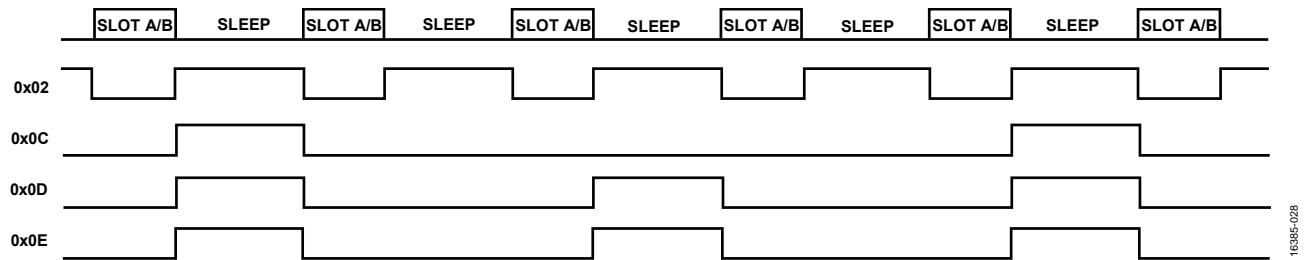 SLOT A/B SLEEP SLOT A/B SLEEP SLOT A/B SLEEP SLOT A/B SLEEP SLOT A/B SLEEP SLOT A/B
0x02
0x0C
0x0D
0x0E
16385-028